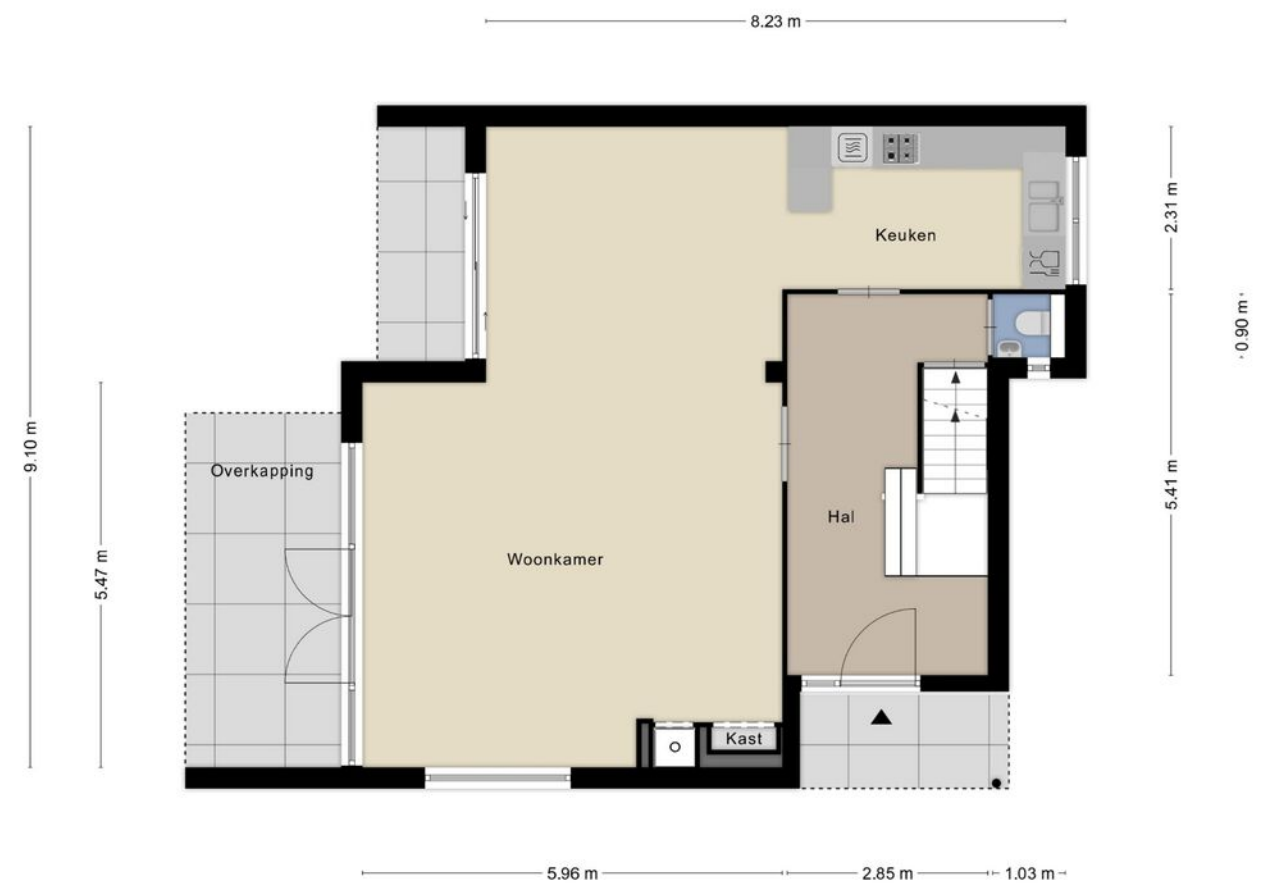 8.23 m
9.10 m
5.47 m
2.31 m
0.90 m
5.41 m
Keuken
Overkapping
Hal
Woonkamer
Kast
5.96 m
2.85 m
1.03 m